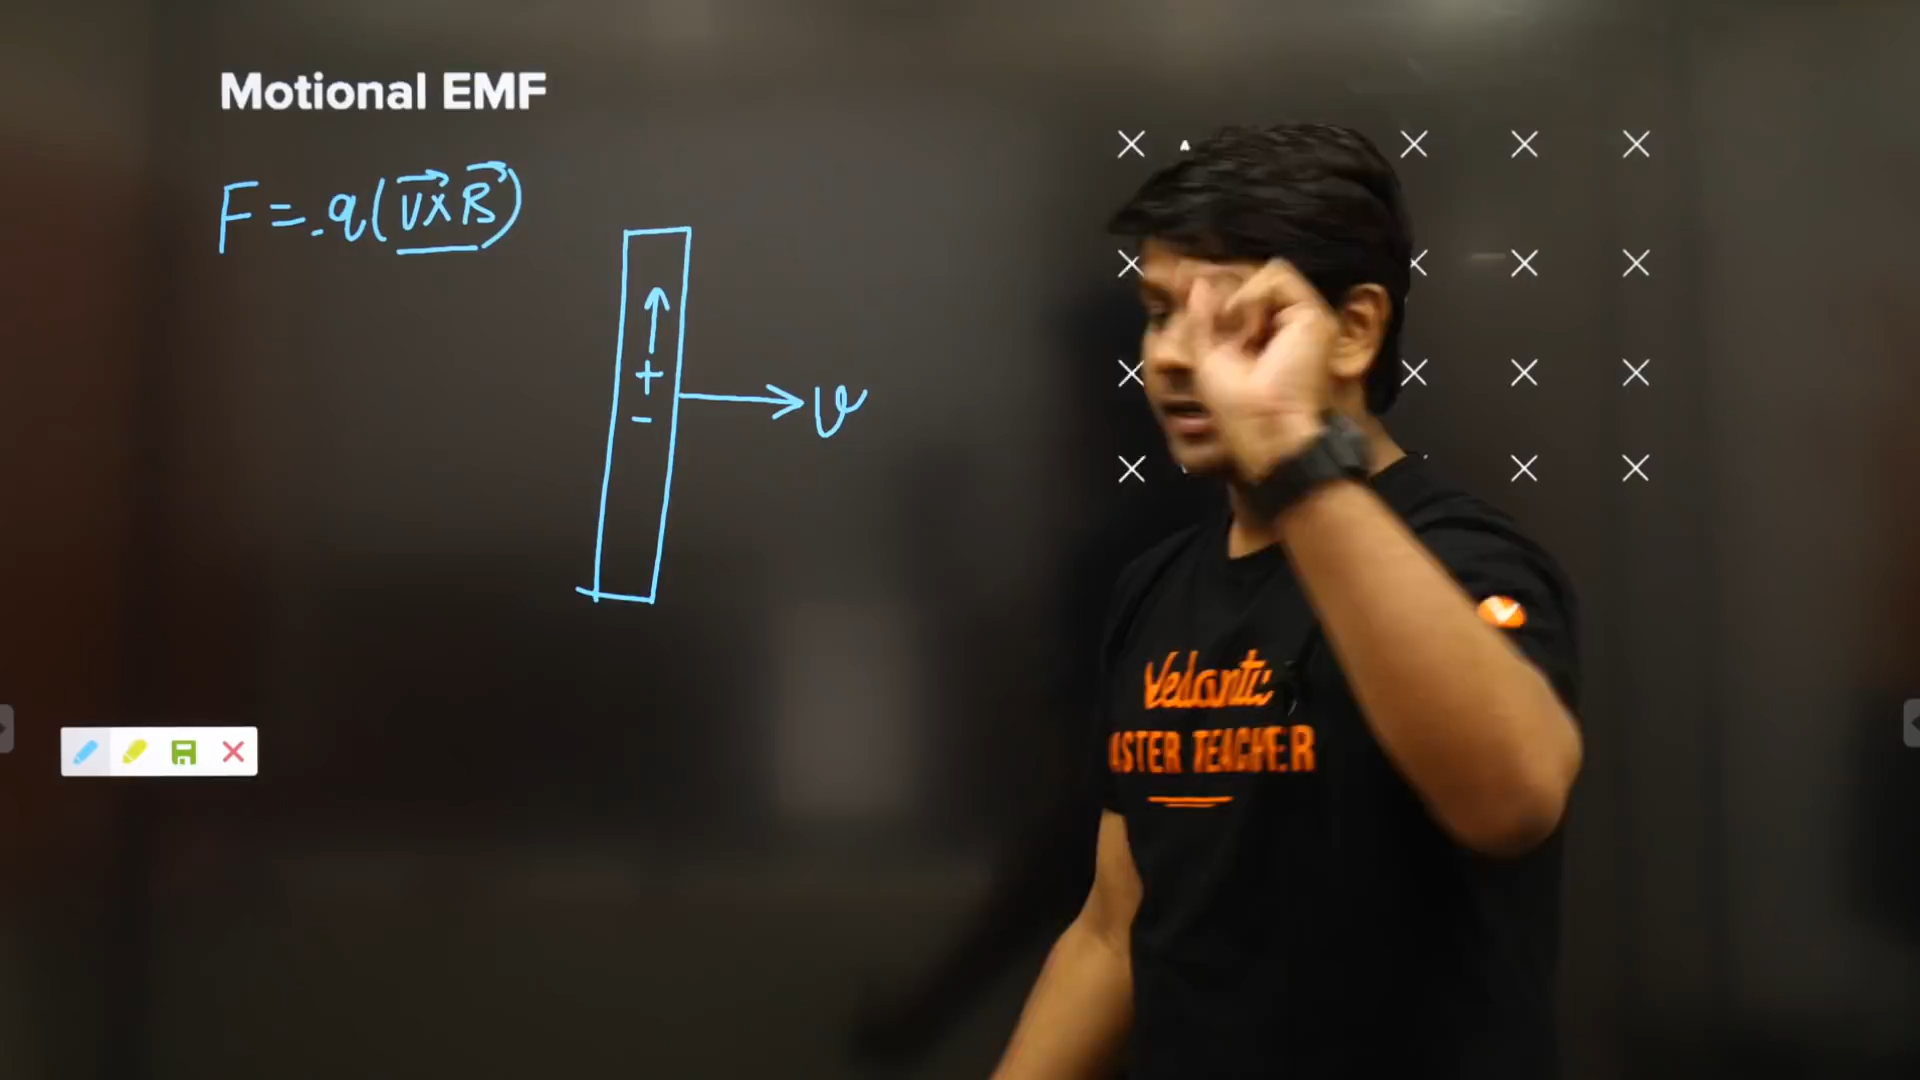 Motional EMF
F = q(v⃗×B⃗)
+
-
v
× × × ×
× × × ×
× × × ×
× × ×
Vedantu
ASTER TEACHER